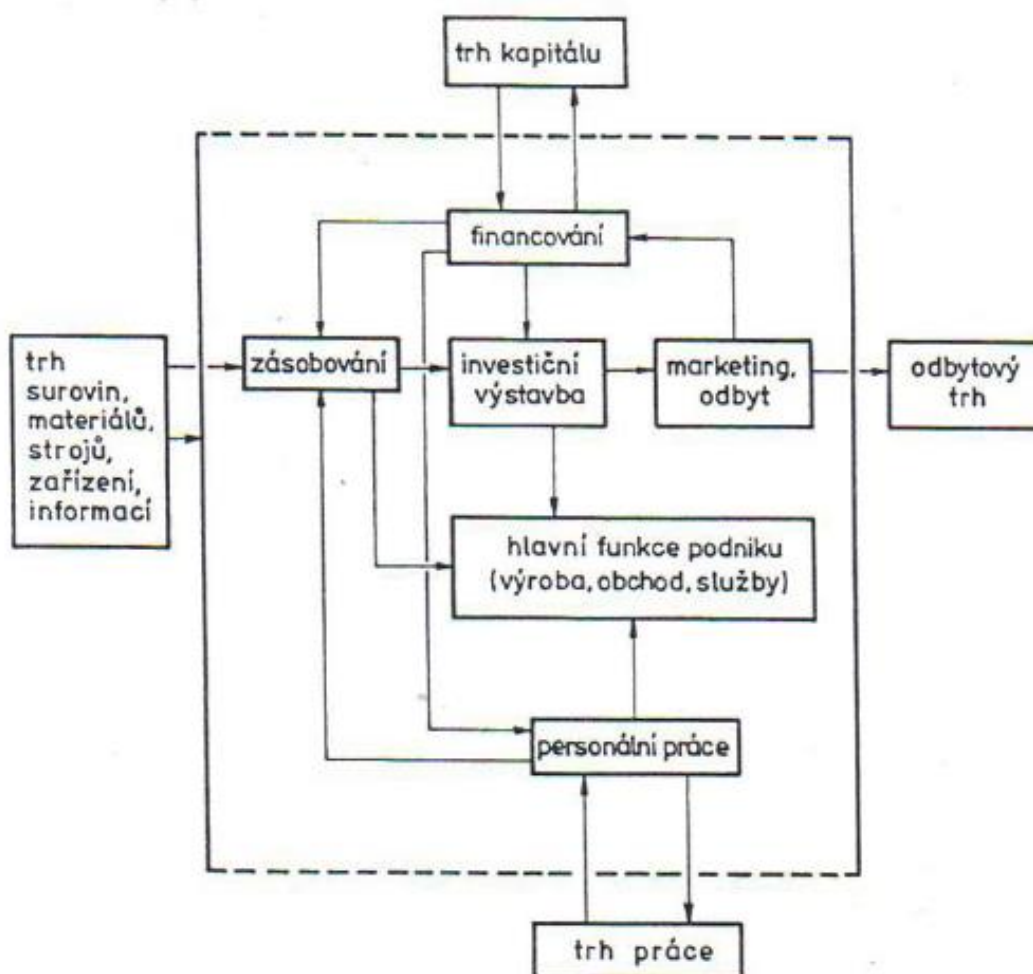 trh kapitálu
financování
trh
surovin,
materiálů,
strojů,
zařízení,
informací
zásobování
investiční
výstavba
marketing,
odbyt
odbytový
trh
hlavní funkce podniku
(výroba, obchod, služby)
personální práce
trh práce